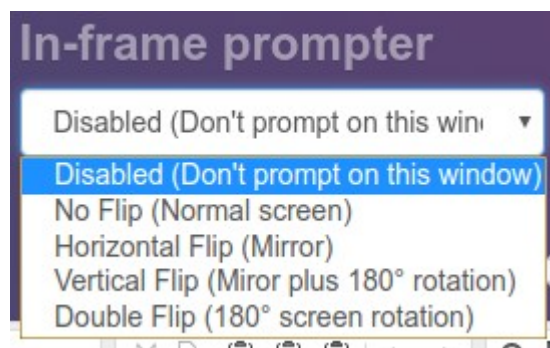 In-frame prompter
Disabled (Don't prompt on this win
Disabled (Don't prompt on this window)
No Flip (Normal screen)
Horizontal Flip (Mirror)
Vertical Flip (Miror plus 180° rotation)
Double Flip (180° screen rotation)